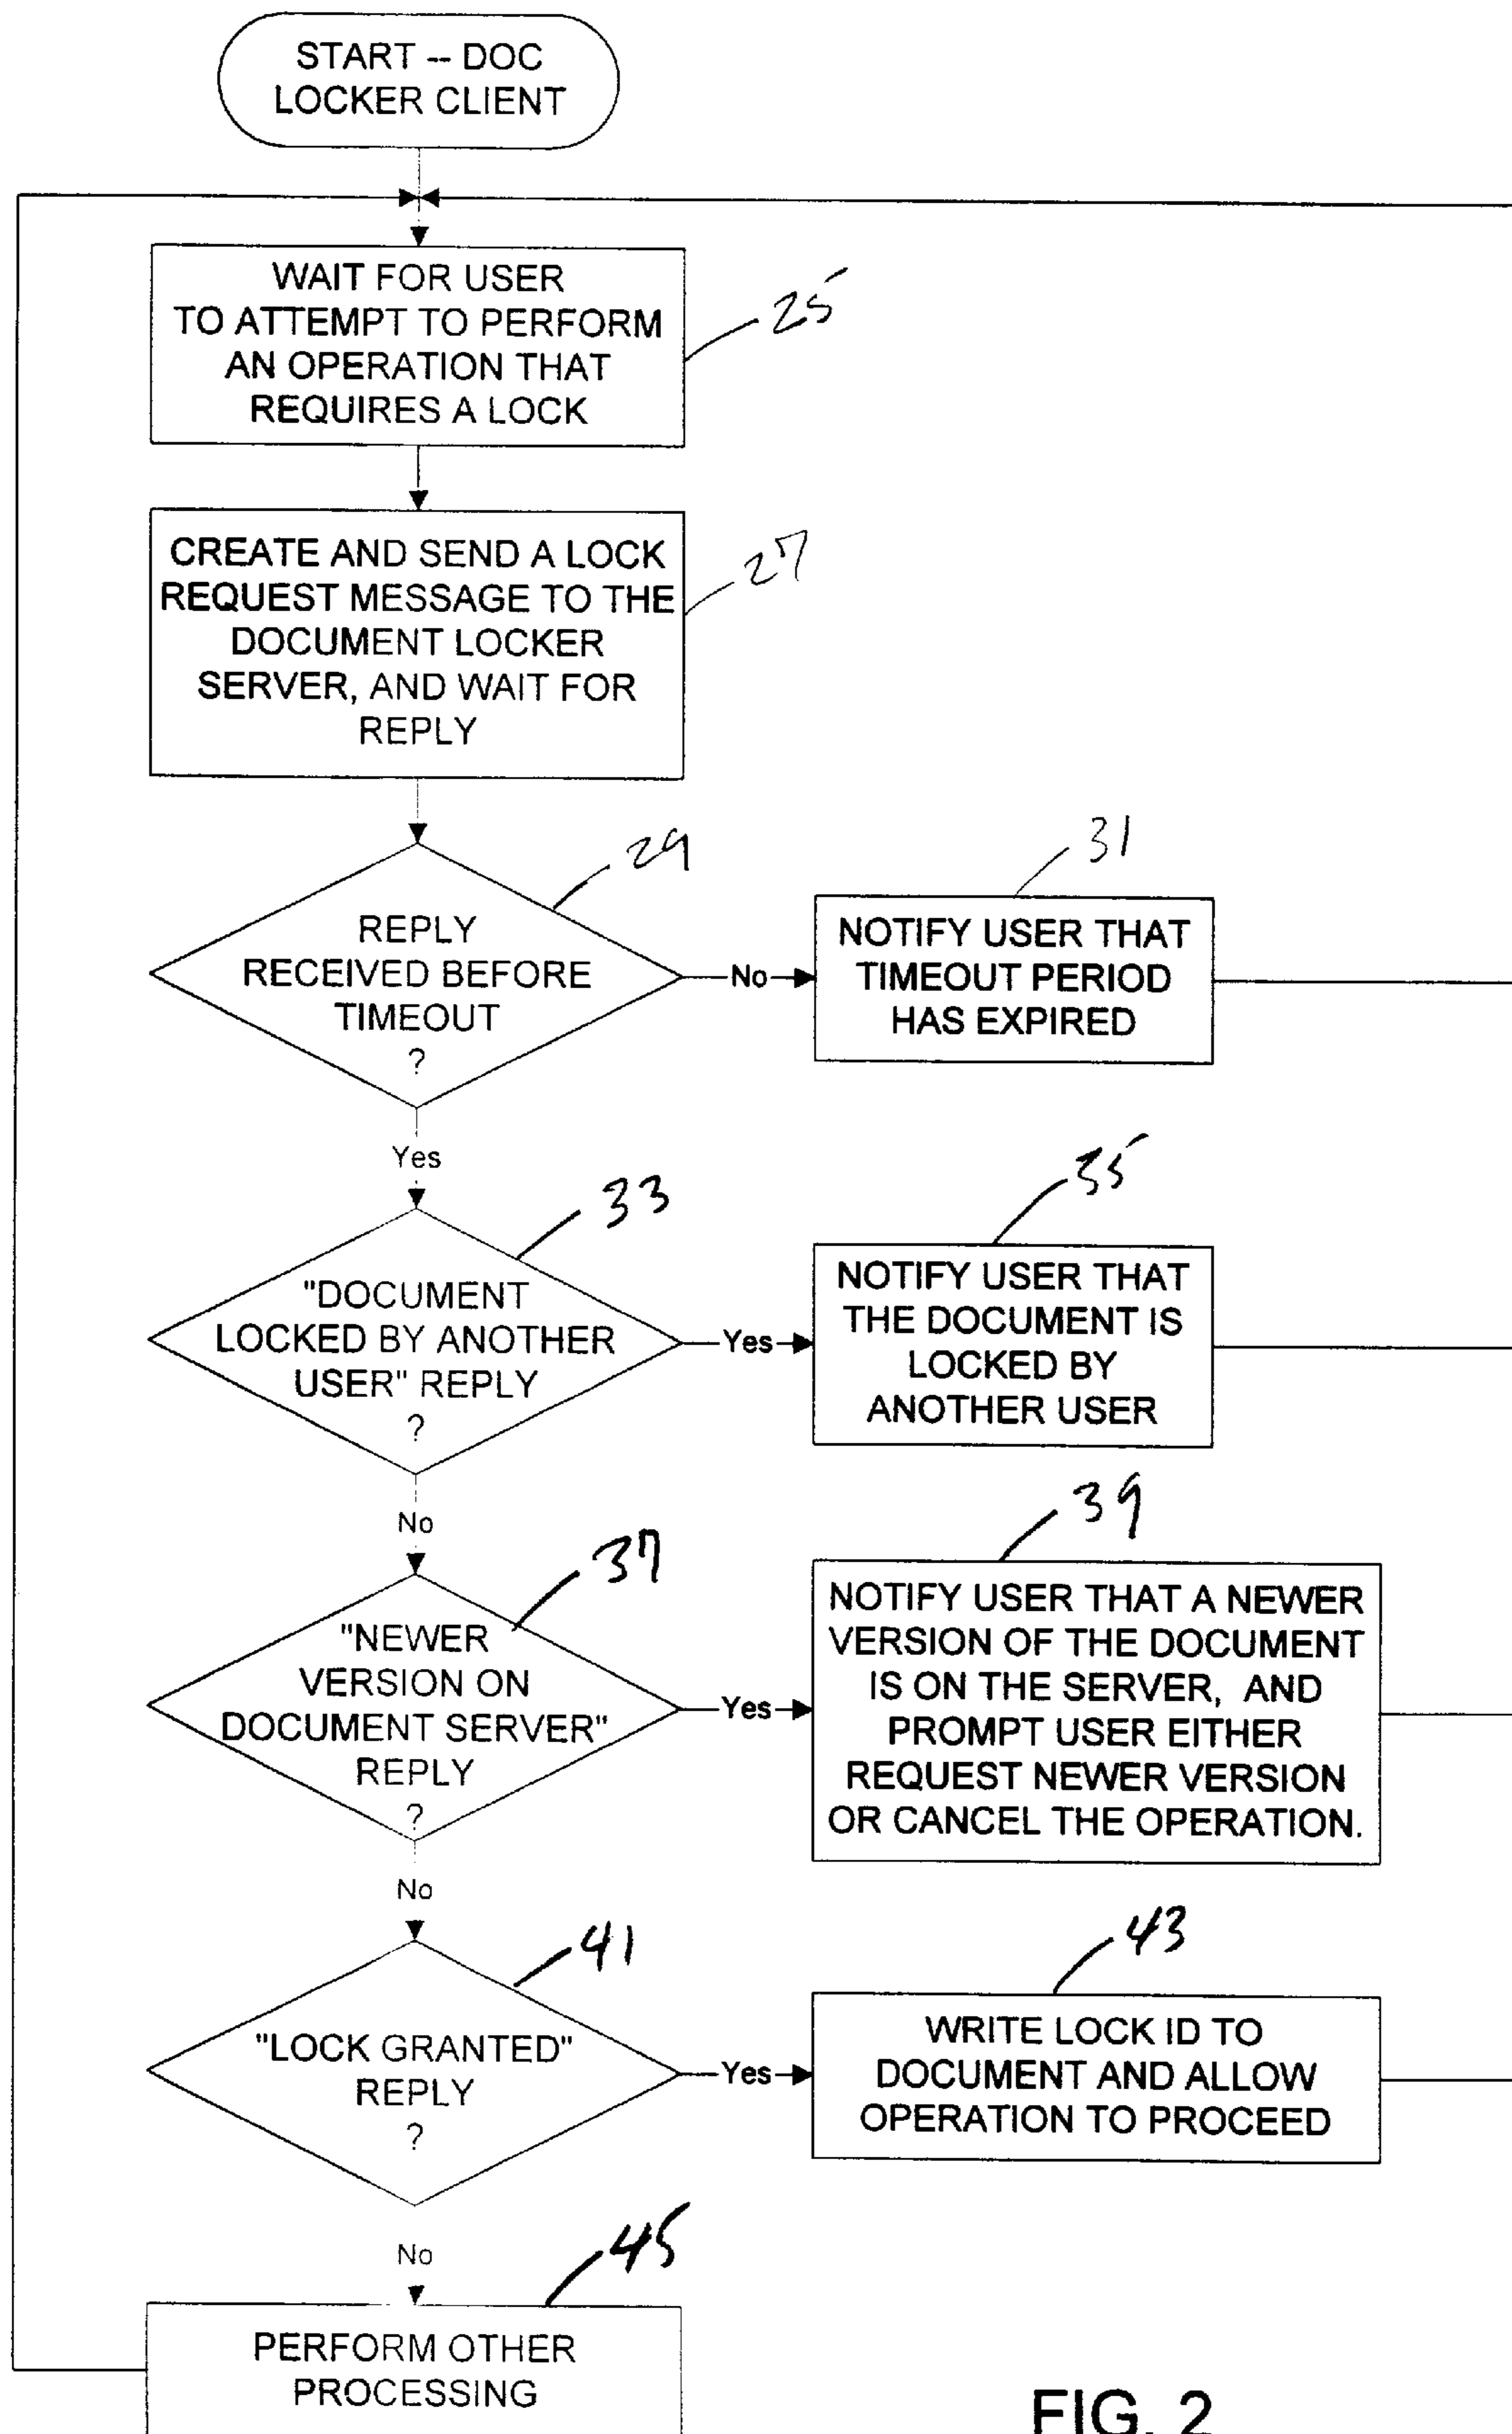 START -- DOC
LOCKER CLIENT
WAIT FOR USER
TO ATTEMPT TO PERFORM
AN OPERATION THAT
REQUIRES A LOCK
25
CREATE AND SEND A LOCK
REQUEST MESSAGE TO THE
DOCUMENT LOCKER
SERVER, AND WAIT FOR
REPLY
27
REPLY
RECEIVED BEFORE
TIMEOUT
?
29
No
NOTIFY USER THAT
TIMEOUT PERIOD
HAS EXPIRED
31
Yes
"DOCUMENT
LOCKED BY ANOTHER
USER" REPLY
?
33
Yes
NOTIFY USER THAT
THE DOCUMENT IS
LOCKED BY
ANOTHER USER
35
No
"NEWER
VERSION ON
DOCUMENT SERVER"
REPLY
?
37
Yes
NOTIFY USER THAT A NEWER
VERSION OF THE DOCUMENT
IS ON THE SERVER, AND
PROMPT USER EITHER
REQUEST NEWER VERSION
OR CANCEL THE OPERATION.
39
No
"LOCK GRANTED"
REPLY
?
41
Yes
WRITE LOCK ID TO
DOCUMENT AND ALLOW
OPERATION TO PROCEED
43
No
PERFORM OTHER
PROCESSING
45
FIG. 2